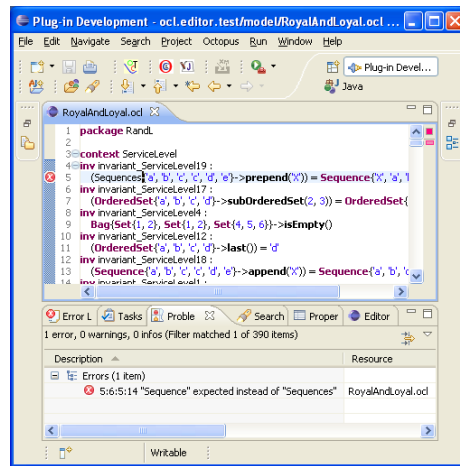 Plug-in Development - ocl.editor.test/model/RoyalAndLoyal.ocl ...
File Edit Navigate Search Project Octopus Run Window Help
Plug-in Devel...
Java
RoyalAndLoyal.ocl
1 package RandL
2
3 context ServiceLevel
4 inv invariant_ServiceLevel19 :
5 (Sequences{'a', 'b', 'c', 'c', 'd', 'e'}->prepend('X')) = Sequence{'X', 'a', '
6 inv invariant_ServiceLevel17 :
7 (OrderedSet{'a', 'b', 'c', 'd'}->subOrderedSet(2, 3)) = OrderedSet{
8 inv invariant_ServiceLevel4 :
9 Bag{Set{1, 2}, Set{1, 2}, Set{4, 5, 6}}->isEmpty()
10 inv invariant_ServiceLevel12 :
11 (OrderedSet{'a', 'b', 'c', 'd'}->last()) = 'd'
12 inv invariant_ServiceLevel18 :
13 (Sequence{'a', 'b', 'c', 'c', 'd', 'e'}->append('X')) = Sequence{'a', 'b', 'c
14 inv invariant_ServiceLevel1 :
Error L Tasks Proble Search Proper Editor
1 error, 0 warnings, 0 infos (Filter matched 1 of 390 items)
Description Resource
Errors (1 item)
5:6:5:14 "Sequence" expected instead of "Sequences" RoyalAndLoyal.ocl
Writable